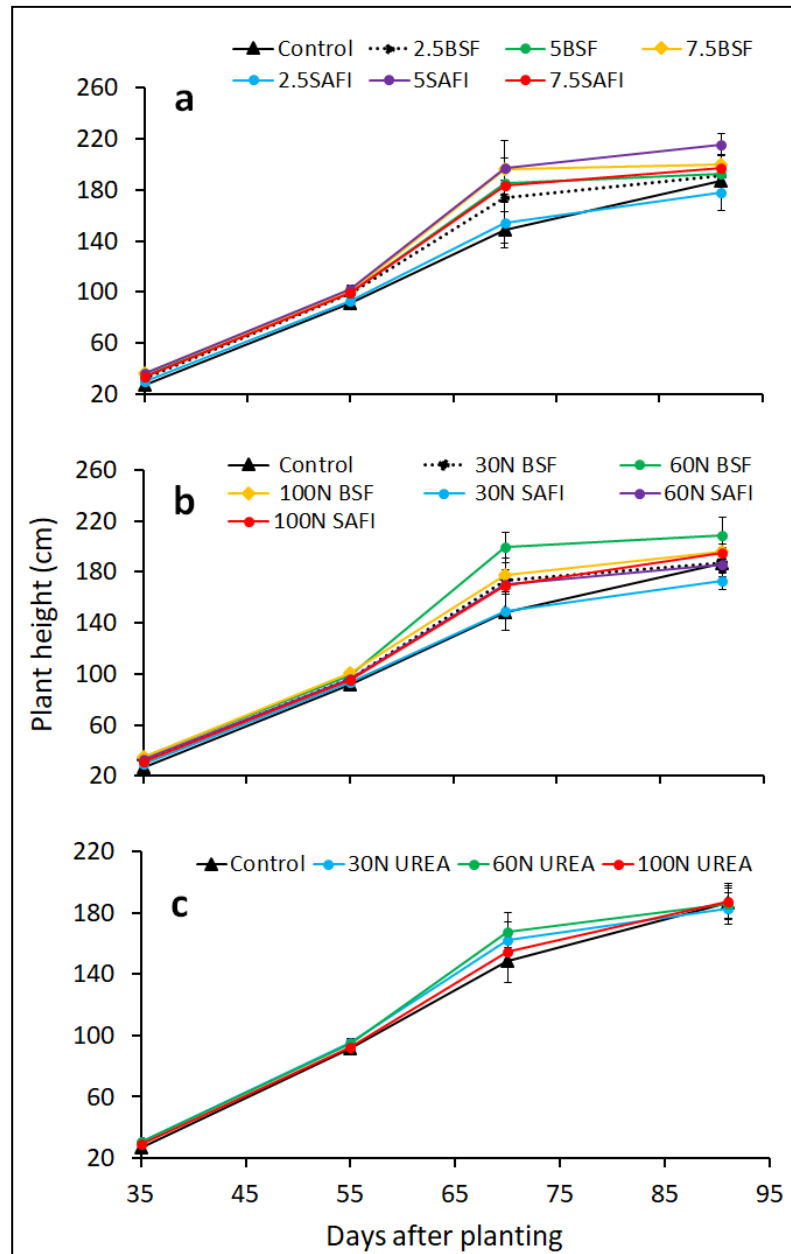 Control 2.5BSF 5BSF 7.5BSF
2.5SAFI 5SAFI 7.5SAFI
a
260
220
180
140
100
60
20
Control 30N BSF 60N BSF
100N BSF 30N SAFI 60N SAFI
100N SAFI
b
260
220
180
140
100
60
20
Plant height (cm)
Control 30N UREA 60N UREA 100N UREA
c
220
180
140
100
60
20
35 55 75 95
Days after planting